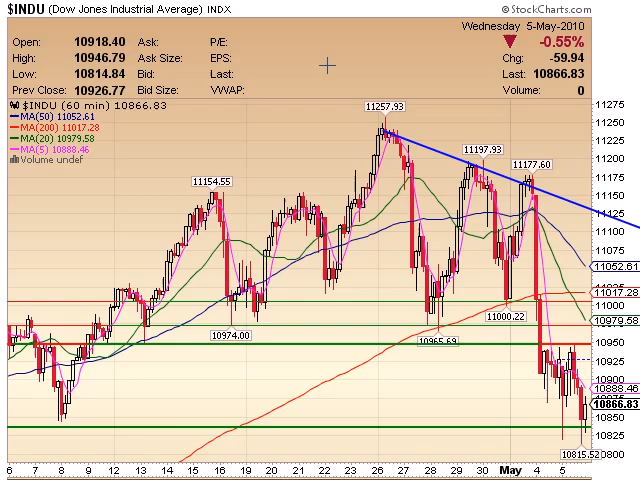 $INDU (Dow Jones Industrial Average) INDX
© StockCharts.com
Wednesday 5-May-2010
Open: 10918.40 Ask: P/E: -0.55%
High: 10946.79 Ask Size: EPS: Chg: -59.94
Low: 10814.84 Bid: Last: Last: 10866.83
Prev Close: 10926.77 Bid Size: VWAP: Volume: 0
$INDU (60 min) 10866.83
MA(50) 11052.61
MA(200) 11017.28
MA(20) 10979.58
MA(5) 10888.46
Volume undef
11257.93
11197.93
11177.60
11154.55
11000.22
10974.00
10965.69
10815.52
11275
11250
11225
11200
11175
11150
11125
11100
11075
11052.61
11017.28
11000
10979.58
10950
10925
10900
10888.46
10866.83
10850
10825
10800
6 7 8 9 12 13 14 15 16 19 20 21 22 23 26 27 28 29 30 May 4 5